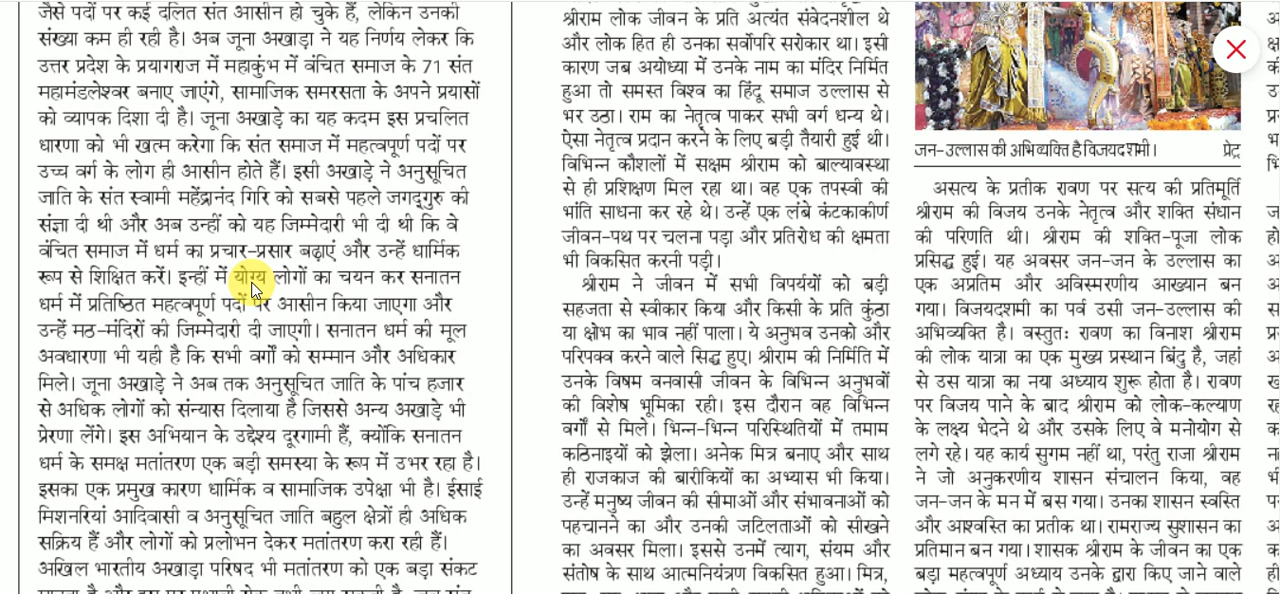 जैसे पदों पर कई दलित संत आसीन हो चुके हैं, लेकिन उनकी
संख्या कम ही रही है। अब जूना अखाड़ा ने यह निर्णय लेकर कि
उत्तर प्रदेश के प्रयागराज में महाकुंभ में वंचित समाज के 71 संत
महामंडलेश्वर बनाए जाएंगे, सामाजिक समरसता के अपने प्रयासों
को व्यापक दिशा दी है। जूना अखाड़े का यह कदम इस प्रचलित
धारणा को भी खत्म करेगा कि संत समाज में महत्वपूर्ण पदों पर
उच्च वर्ग के लोग ही आसीन होते हैं। इसी अखाड़े ने अनुसूचित
जाति के संत स्वामी महेंद्रानंद गिरि को सबसे पहले जगद्गुरु की
संज्ञा दी थी और अब उन्हीं को यह जिम्मेदारी भी दी थी कि वे
वंचित समाज में धर्म का प्रचार-प्रसार बढ़ाएं और उन्हें धार्मिक
रूप से शिक्षित करें। इन्हीं में योग्य लोगों का चयन कर सनातन
धर्म में प्रतिष्ठित महत्वपूर्ण पदों पर आसीन किया जाएगा और
उन्हें मठ-मंदिरों की जिम्मेदारी दी जाएगी। सनातन धर्म की मूल
अवधारणा भी यही है कि सभी वर्गों को सम्मान और अधिकार
मिले। जूना अखाड़े ने अब तक अनुसूचित जाति के पांच हजार
से अधिक लोगों को संन्यास दिलाया है जिससे अन्य अखाड़े भी
प्रेरणा लेंगे। इस अभियान के उद्देश्य दूरगामी हैं, क्योंकि सनातन
धर्म के समक्ष मतांतरण एक बड़ी समस्या के रूप में उभर रहा है।
इसका एक प्रमुख कारण धार्मिक व सामाजिक उपेक्षा भी है। ईसाई
मिशनरियां आदिवासी व अनुसूचित जाति बहुल क्षेत्रों ही अधिक
सक्रिय हैं और लोगों को प्रलोभन देकर मतांतरण करा रही हैं।
अखिल भारतीय अखाड़ा परिषद भी मतांतरण को एक बड़ा संकट
श्रीराम लोक जीवन के प्रति अत्यंत संवेदनशील थे
और लोक हित ही उनका सर्वोपरि सरोकार था। इसी
कारण जब अयोध्या में उनके नाम का मंदिर निर्मित
हुआ तो समस्त विश्व का हिंदू समाज उल्लास से
भर उठा। राम का नेतृत्व पाकर सभी वर्ग धन्य थे।
ऐसा नेतृत्व प्रदान करने के लिए बड़ी तैयारी हुई थी।
विभिन्न कौशलों में सक्षम श्रीराम को बाल्यावस्था
से ही प्रशिक्षण मिल रहा था। वह एक तपस्वी की
भांति साधना कर रहे थे। उन्हें एक लंबे कंटकाकीर्ण
जीवन-पथ पर चलना पड़ा और प्रतिरोध की क्षमता
भी विकसित करनी पड़ी।
श्रीराम ने जीवन में सभी विपर्ययों को बड़ी
सहजता से स्वीकार किया और किसी के प्रति कुंठा
या क्षोभ का भाव नहीं पाला। ये अनुभव उनको और
परिपक्व करने वाले सिद्ध हुए। श्रीराम की निर्मिति में
उनके विषम वनवासी जीवन के विभिन्न अनुभवों
की विशेष भूमिका रही। इस दौरान वह विभिन्न
वर्गों से मिले। भिन्न-भिन्न परिस्थितियों में तमाम
कठिनाइयों को झेला। अनेक मित्र बनाए और साथ
ही राजकाज की बारीकियों का अभ्यास भी किया।
उन्हें मनुष्य जीवन की सीमाओं और संभावनाओं को
पहचानने का और उनकी जटिलताओं को सीखने
का अवसर मिला। इससे उनमें त्याग, संयम और
संतोष के साथ आत्मनियंत्रण विकसित हुआ। मित्र,
जन-उल्लास की अभिव्यक्ति है विजयदशमी। प्रेट्र
असत्य के प्रतीक रावण पर सत्य की प्रतिमूर्ति
श्रीराम की विजय उनके नेतृत्व और शक्ति संधान
की परिणति थी। श्रीराम की शक्ति-पूजा लोक
प्रसिद्ध हुई। यह अवसर जन-जन के उल्लास का
एक अप्रतिम और अविस्मरणीय आख्यान बन
गया। विजयदशमी का पर्व उसी जन-उल्लास की
अभिव्यक्ति है। वस्तुतः रावण का विनाश श्रीराम
की लोक यात्रा का एक मुख्य प्रस्थान बिंदु है, जहां
से उस यात्रा का नया अध्याय शुरू होता है। रावण
पर विजय पाने के बाद श्रीराम को लोक-कल्याण
के लक्ष्य भेदने थे और उसके लिए वे मनोयोग से
लगे रहे। यह कार्य सुगम नहीं था, परंतु राजा श्रीराम
ने जो अनुकरणीय शासन संचालन किया, वह
जन-जन के मन में बस गया। उनका शासन स्वस्ति
और आश्वस्ति का प्रतीक था। रामराज्य सुशासन का
प्रतिमान बन गया। शासक श्रीराम के जीवन का एक
बड़ा महत्वपूर्ण अध्याय उनके द्वारा किए जाने वाले